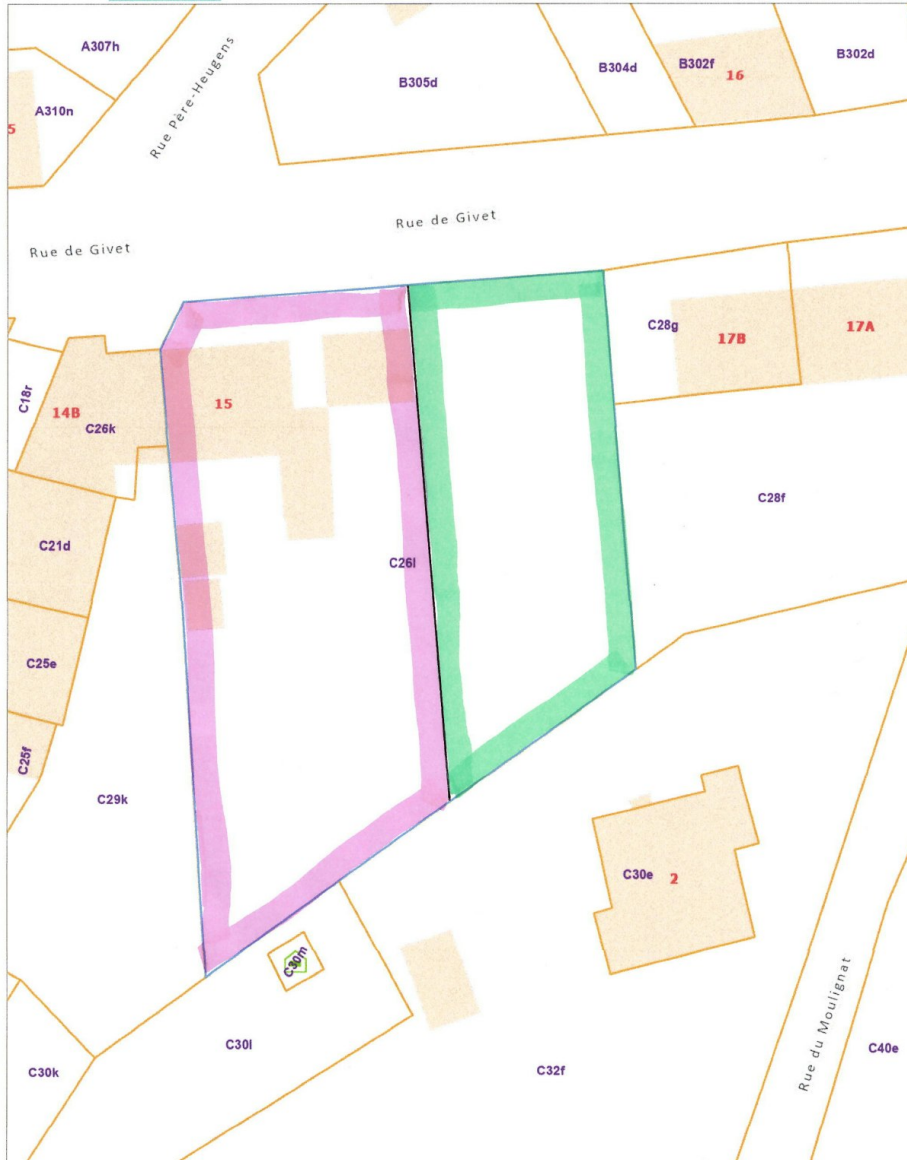 A307h
A310n
5
Rue Père-Heugens
B305d
B304d
B302f
16
B302d
Rue de Givet
Rue de Givet
C28g
17B
17A
C18r
14B
C26k
15
C28f
C21d
C26l
C25e
C25f
C29k
C30e
2
C30m
C30l
C30k
C32f
Rue du Moulignat
C40e